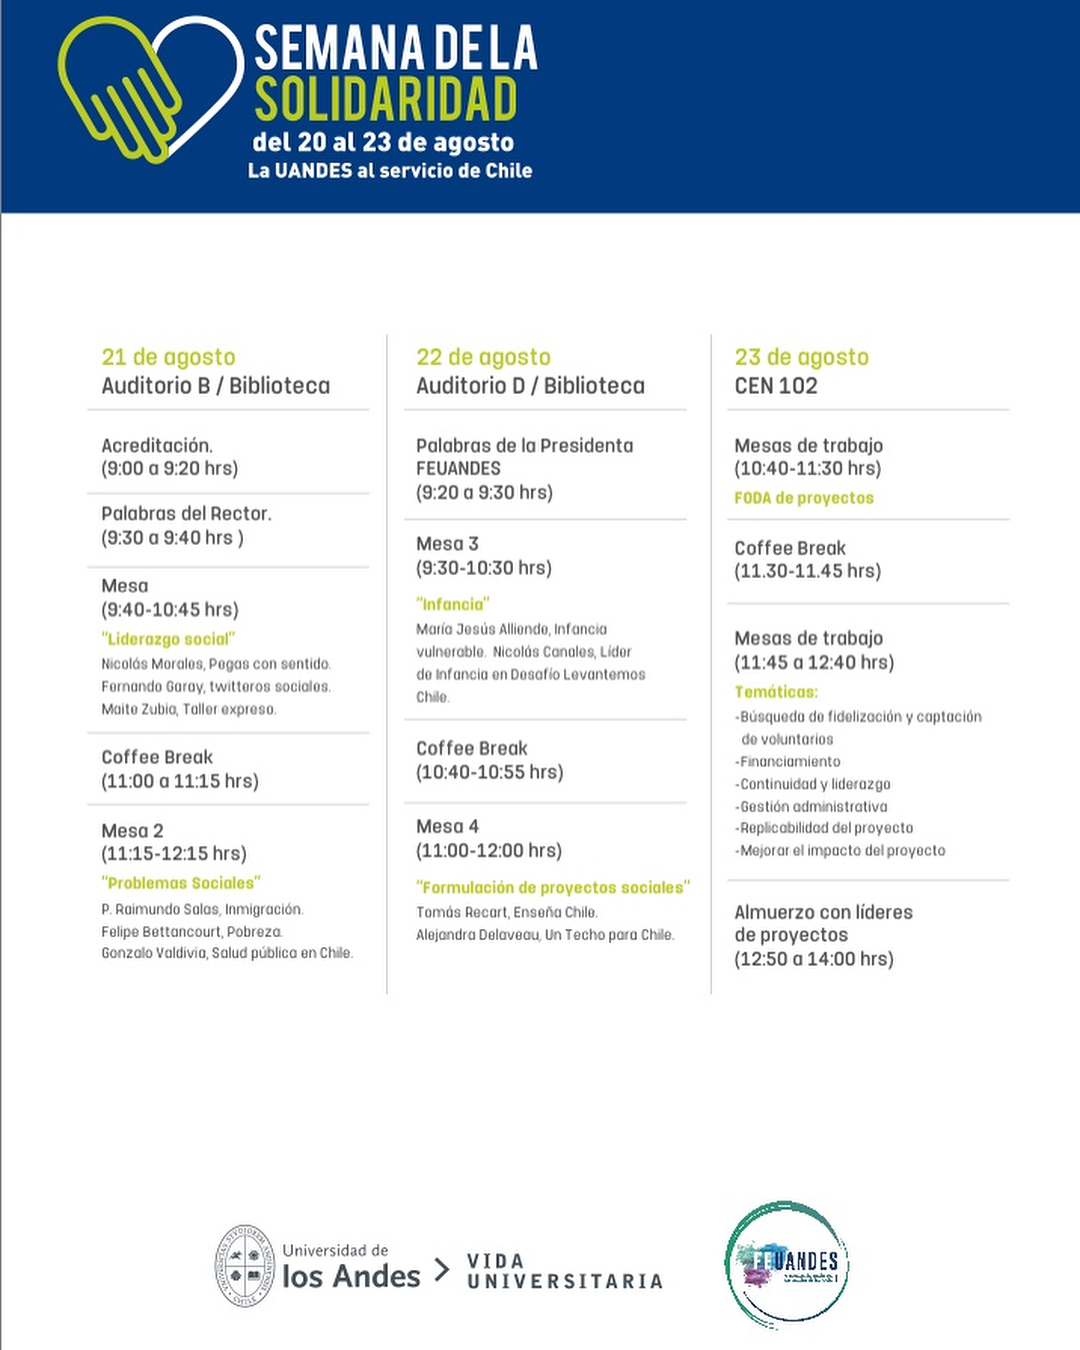 SEMANA DE LA
SOLIDARIDAD
del 20 al 23 de agosto
La UANDES al servicio de Chile
21 de agosto
Auditorio B / Biblioteca
Acreditación.
(9:00 a 9:20 hrs)
Palabras del Rector.
(9:30 a 9:40 hrs )
Mesa
(9:40-10:45 hrs)
"Liderazgo social"
Nicolás Morales, Pegas con sentido.
Fernando Garay, twitteros sociales.
Maite Zubia, Taller expreso.
Coffee Break
(11:00 a 11:15 hrs)
Mesa 2
(11:15-12:15 hrs)
"Problemas Sociales"
P. Raimundo Salas, Inmigración.
Felipe Bettancourt, Pobreza.
Gonzalo Valdivia, Salud pública en Chile.
22 de agosto
Auditorio D / Biblioteca
Palabras de la Presidenta
FEUANDES
(9:20 a 9:30 hrs)
Mesa 3
(9:30-10:30 hrs)
"Infancia"
María Jesús Alliende, Infancia
vulnerable. Nicolás Canales, Líder
de Infancia en Desafío Levantemos
Chile.
Coffee Break
(10:40-10:55 hrs)
Mesa 4
(11:00-12:00 hrs)
"Formulación de proyectos sociales"
Tomás Recart, Enseña Chile.
Alejandra Delaveau, Un Techo para Chile.
23 de agosto
CEN 102
Mesas de trabajo
(10:40-11:30 hrs)
FODA de proyectos
Coffee Break
(11.30-11.45 hrs)
Mesas de trabajo
(11:45 a 12:40 hrs)
Temáticas:
-Búsqueda de fidelización y captación
de voluntarios
-Financiamiento
-Continuidad y liderazgo
-Gestión administrativa
-Replicabilidad del proyecto
-Mejorar el impacto del proyecto
Almuerzo con líderes
de proyectos
(12:50 a 14:00 hrs)
Universidad de
los Andes
VIDA
UNIVERSITARIA
FEUANDES